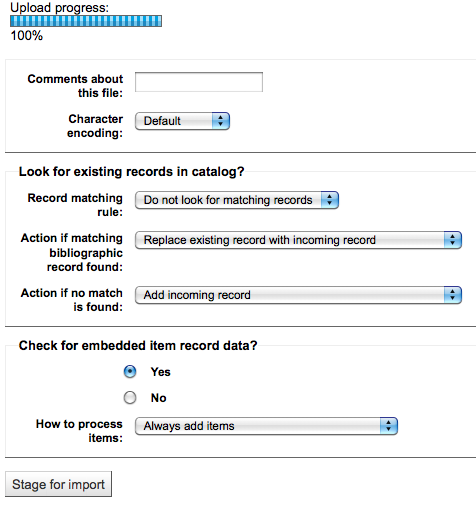 Upload progress:
100%
Comments about
this file:
Character
encoding:
Default
Look for existing records in catalog?
Record matching
rule:
Do not look for matching records
Action if matching
bibliographic
record found:
Replace existing record with incoming record
Action if no match
is found:
Add incoming record
Check for embedded item record data?
Yes
No
How to process
items:
Always add items
Stage for import